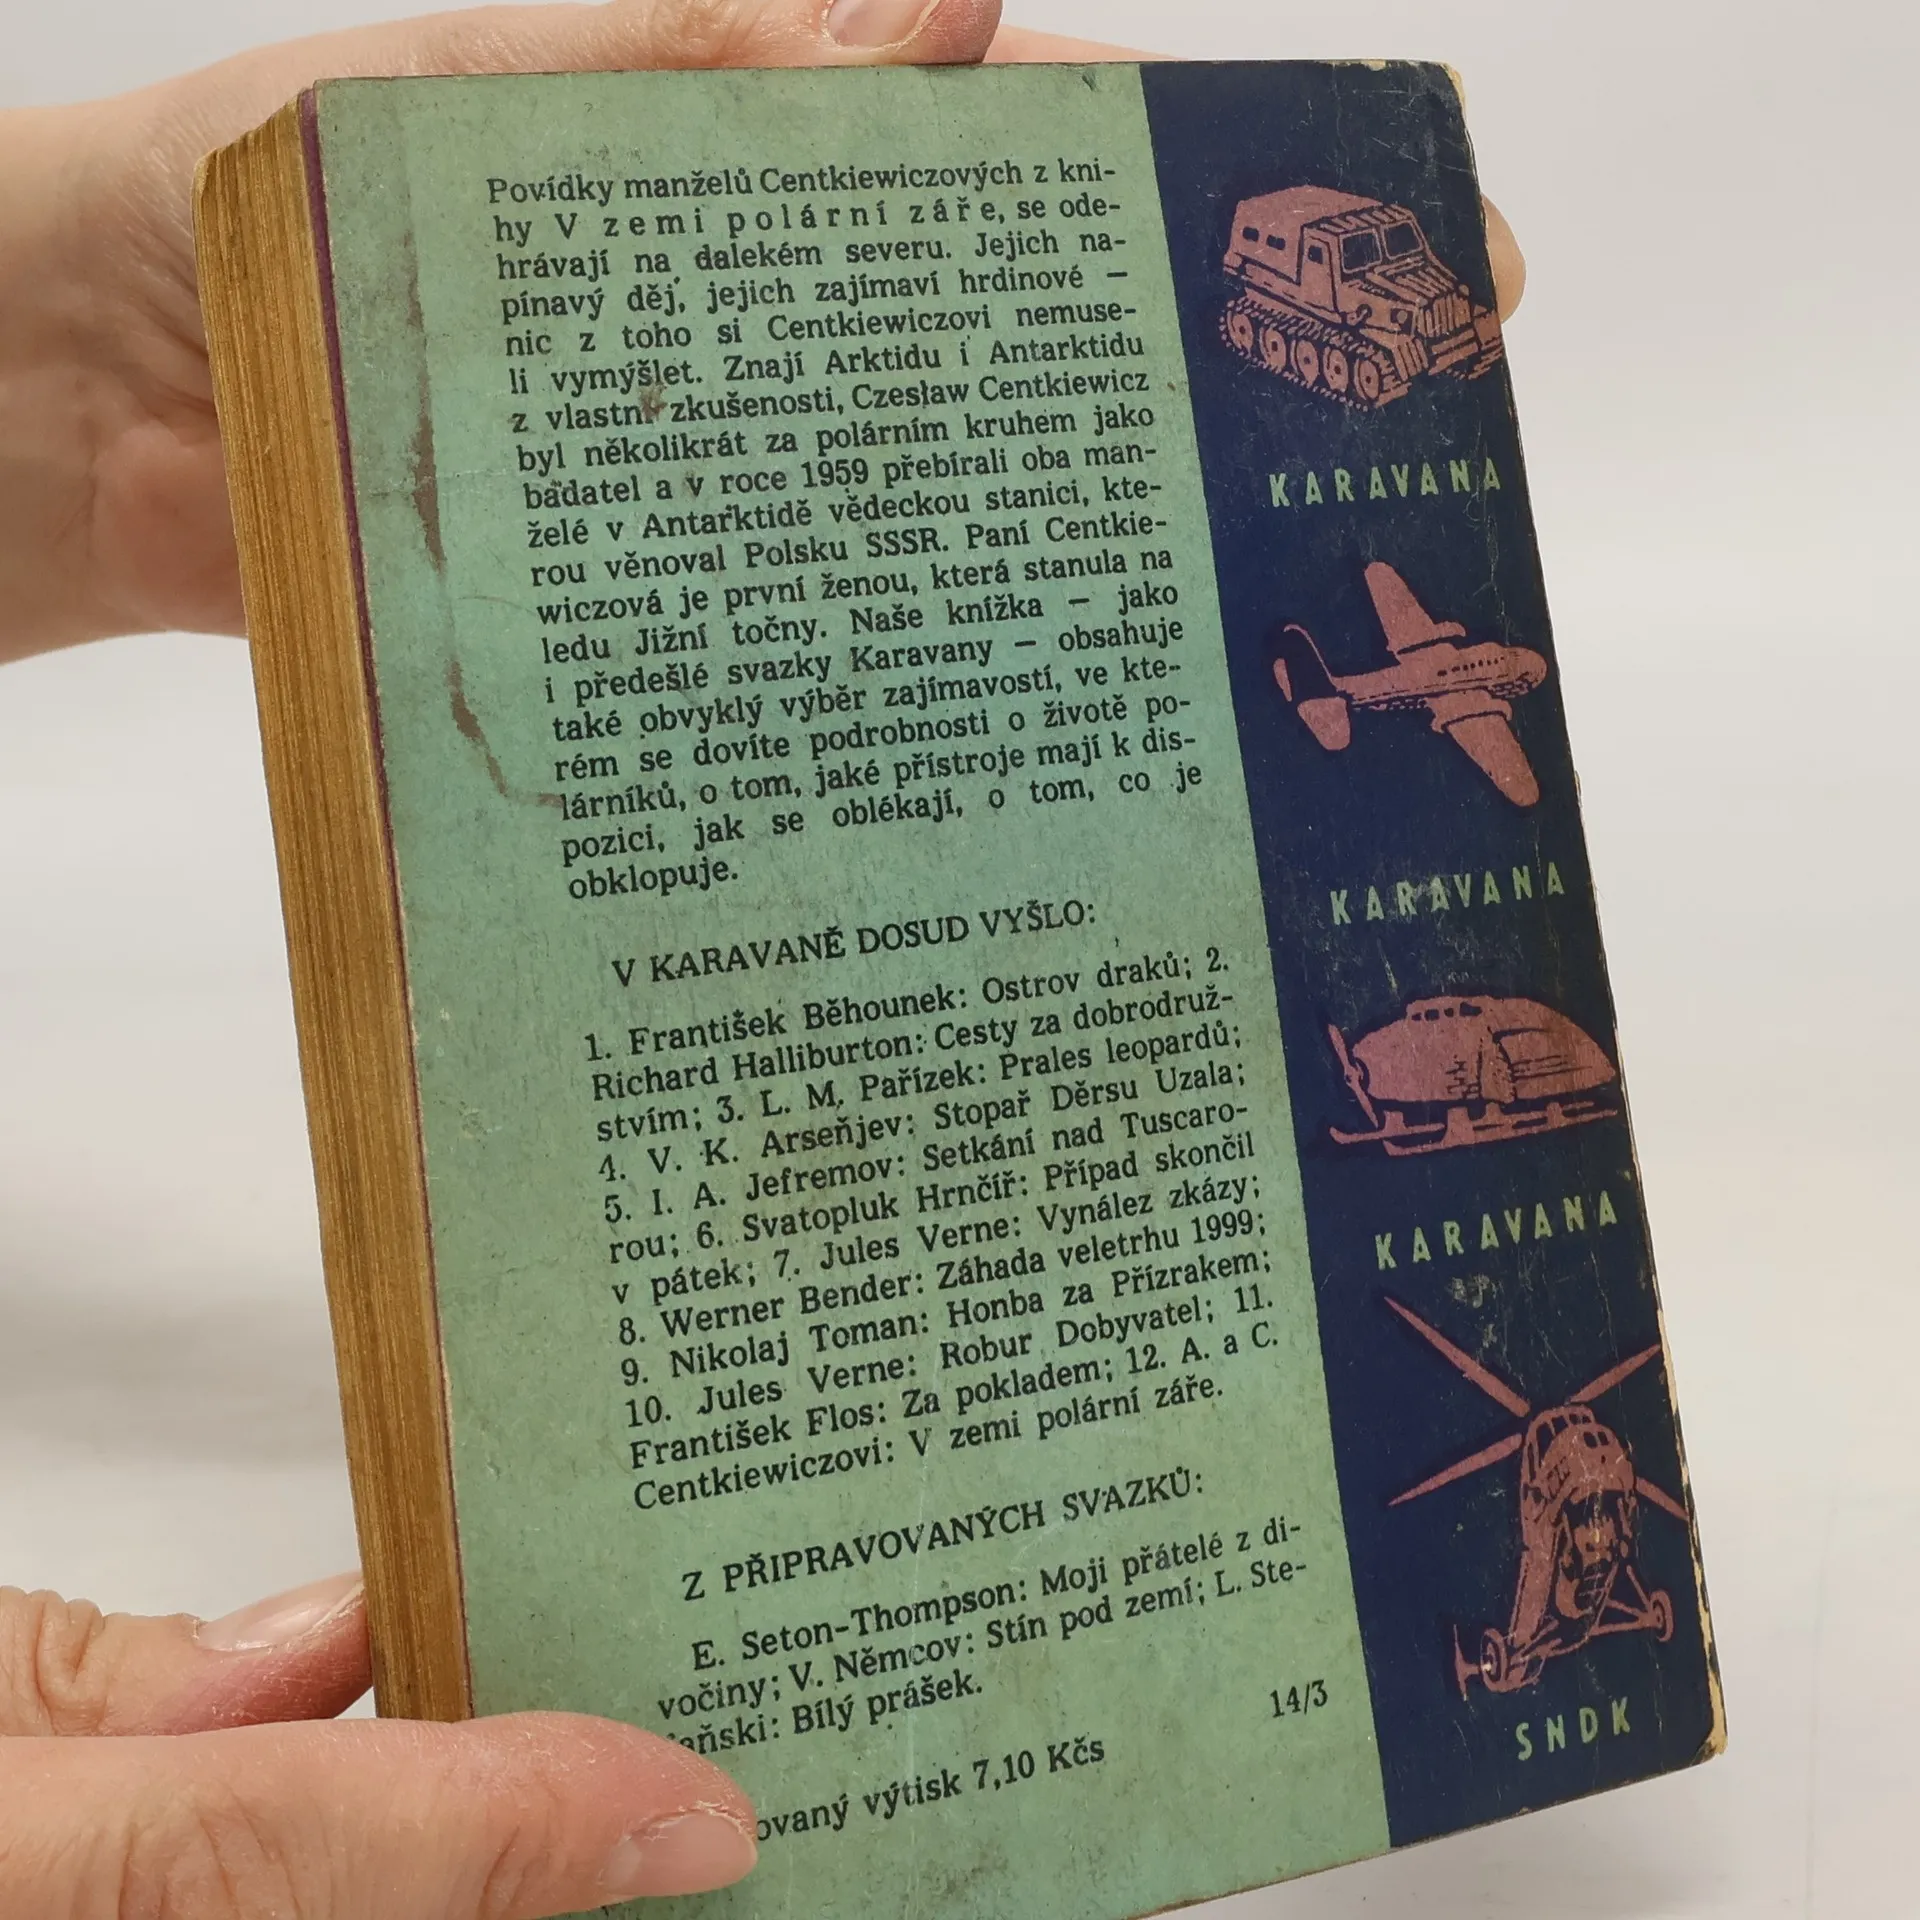 Povídky manželů Centkiewiczových z kni-
hy V zemi polární záře, se ode-
hrávají na dalekém severu. Jejich na-
pínavý děj, jejich zajímaví hrdinové –
nic z toho si Centkiewiczovi nemuse-
li vymýšlet. Znají Arktidu i Antarktidu
z vlastní zkušenosti, Czesław Centkiewicz
byl několikrát za polárním kruhem jako
badatel a v roce 1959 přebírali oba man-
želé v Antarktidě vědeckou stanici, kte-
rou věnoval Polsku SSSR. Paní Centkie-
wiczová je první ženou, která stanula na
ledu Jižní točny. Naše knížka – jako
i předešlé svazky Karavany – obsahuje
také obvyklý výběr zajímavostí, ve kte-
rém se dovíte podrobnosti o životě po-
lárníků, o tom, jaké přístroje mají k dis-
pozici, jak se oblékají, o tom, co je
obklopuje.
V KARAVANĚ DOSUD VYŠLO:
1. František Běhounek: Ostrov draků; 2.
Richard Halliburton: Cesty za dobrodruž-
stvím; 3. L. M. Pařízek: Prales leopardů;
4. V. K. Arseňjev: Stopař Děrsu Uzala;
5. I. A. Jefremov: Setkání nad Tuscaro-
rou; 6. Svatopluk Hrnčíř: Případ skončil
v pátek; 7. Jules Verne: Vynález zkázy;
8. Werner Bender: Záhada veletrhu 1999;
9. Nikolaj Toman: Honba za Přízrakem;
10. Jules Verne: Robur Dobyvatel; 11.
František Flos: Za pokladem; 12. A. a C.
Centkiewiczovi: V zemi polární záře.
Z PŘIPRAVOVANÝCH SVAZKŮ:
E. Seton-Thompson: Moji přátelé z di-
vočiny; V. Němcov: Stín pod zemí; L. Ste-
Bílý prášek.
14/3
výtisk 7,10 Kčs
KARAVANA
KARAVANA
KARAVANA
SNDK